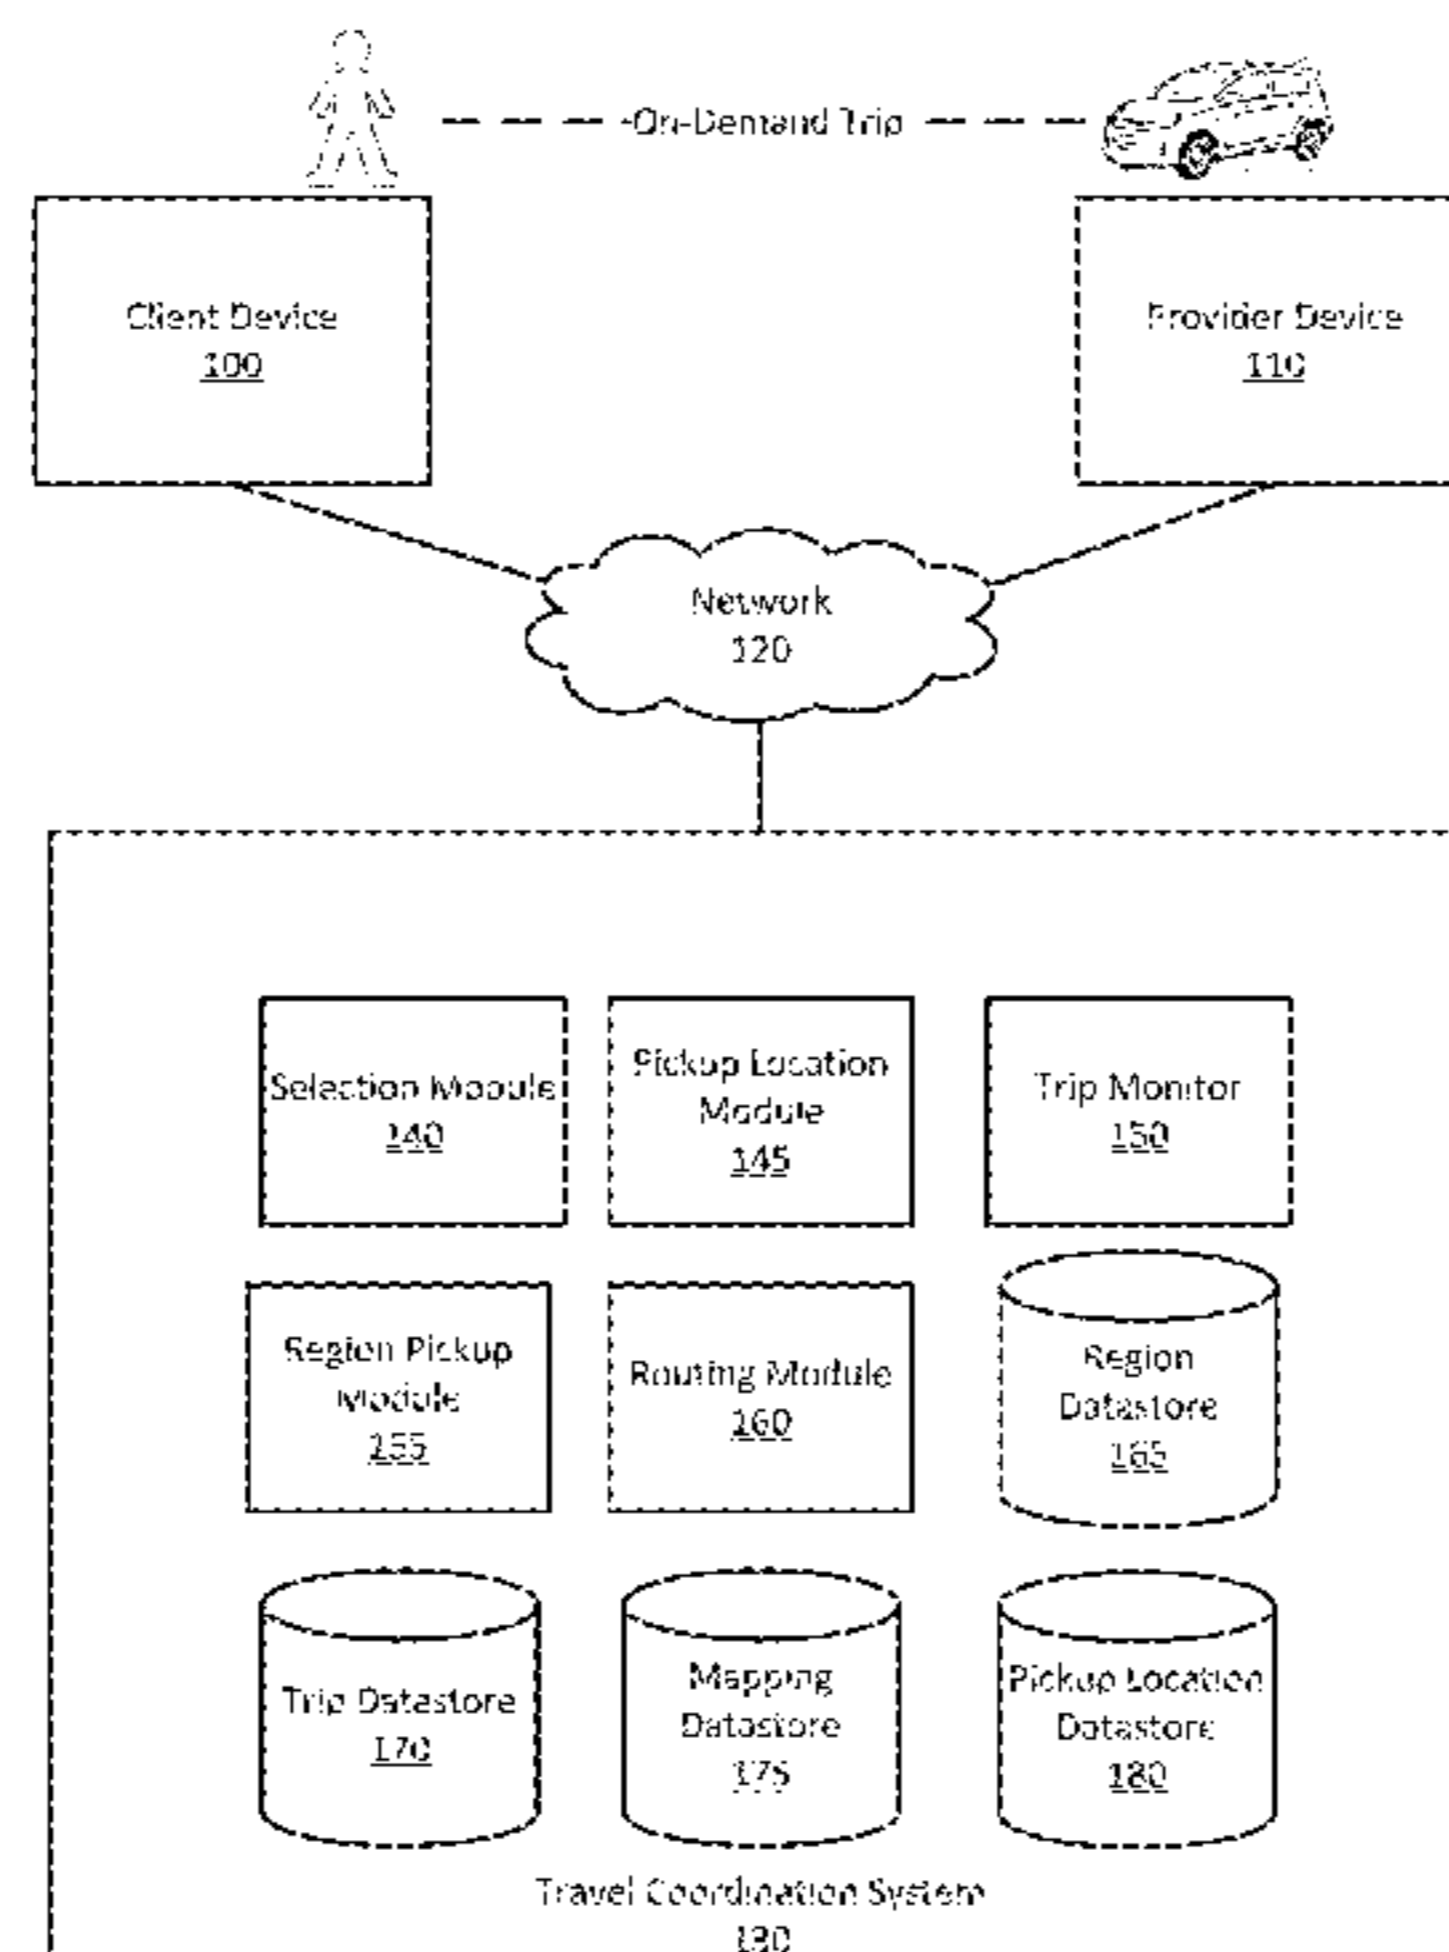 On-Demand Trip
Client Device
100
Provider Device
110
Network
120
Selection Module
140
Pickup Location
Module
145
Trip Monitor
150
Region Pickup
Module
155
Routing Module
160
Region
Datastore
165
Trip Datastore
170
Mapping
Datastore
175
Pickup Location
Datastore
180
Travel Coordination System
130